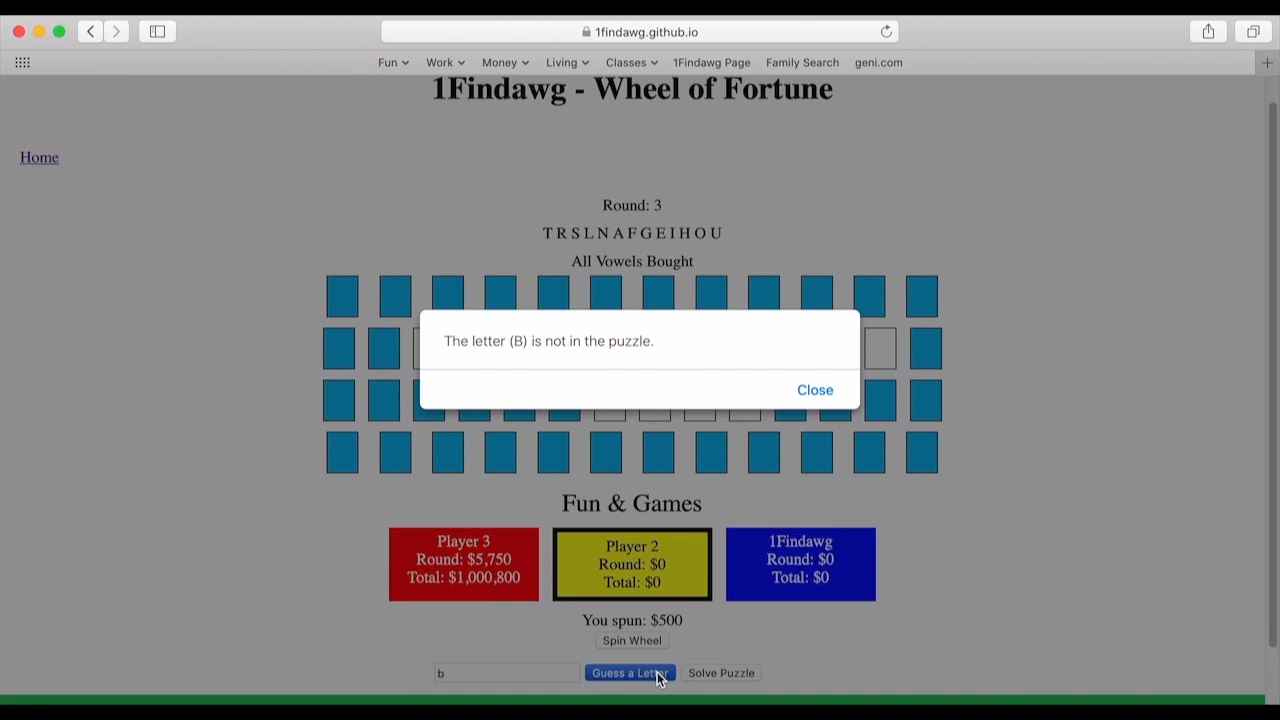 1findawg.github.io
Fun Work Money Living Classes 1Findawg Page Family Search geni.com
1Findawg - Wheel of Fortune
Home
Round: 3
T R S L N A F G E I H O U
All Vowels Bought
The letter (B) is not in the puzzle.
Close
Fun & Games
Player 3
Round: $5,750
Total: $1,000,800
Player 2
Round: $0
Total: $0
1Findawg
Round: $0
Total: $0
You spun: $500
Spin Wheel
b Guess a Letter Solve Puzzle